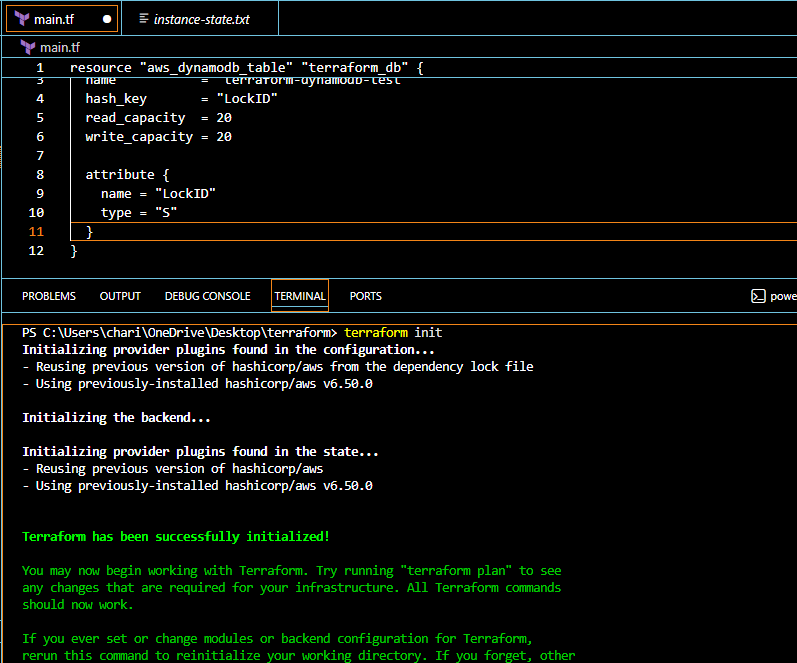 main.tf
instance-state.txt
main.tf
1 resource "aws_dynamodb_table" "terraform_db" {
3 name = "terraform-dynamodb-test"
4 hash_key = "LockID"
5 read_capacity = 20
6 write_capacity = 20
7
8 attribute {
9 name = "LockID"
10 type = "S"
11 }
12 }
PROBLEMS OUTPUT DEBUG CONSOLE TERMINAL PORTS powe
PS C:\Users\chari\OneDrive\Desktop\terraform> terraform init
Initializing provider plugins found in the configuration...
- Reusing previous version of hashicorp/aws from the dependency lock file
- Using previously-installed hashicorp/aws v6.50.0
Initializing the backend...
Initializing provider plugins found in the state...
- Reusing previous version of hashicorp/aws
- Using previously-installed hashicorp/aws v6.50.0
Terraform has been successfully initialized!
You may now begin working with Terraform. Try running "terraform plan" to see
any changes that are required for your infrastructure. All Terraform commands
should now work.
If you ever set or change modules or backend configuration for Terraform,
rerun this command to reinitialize your working directory. If you forget, other